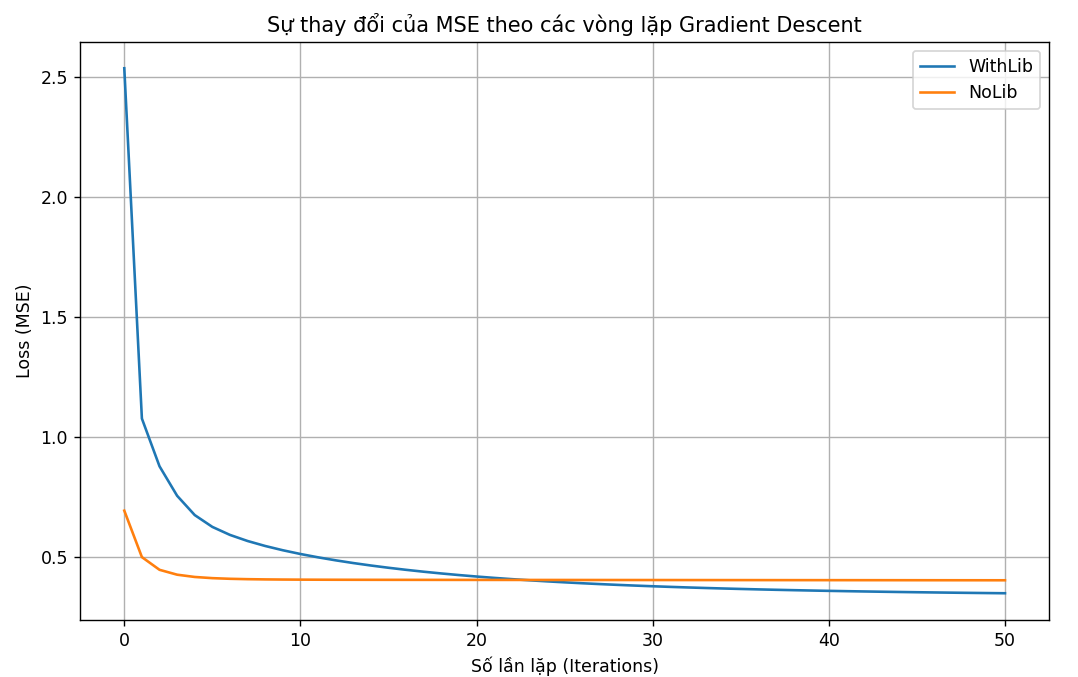 Sự thay đổi của MSE theo các vòng lặp Gradient Descent
WithLib
NoLib
Loss (MSE)
2.5
2.0
1.5
1.0
0.5
0
10
20
30
40
50
Số lần lặp (Iterations)